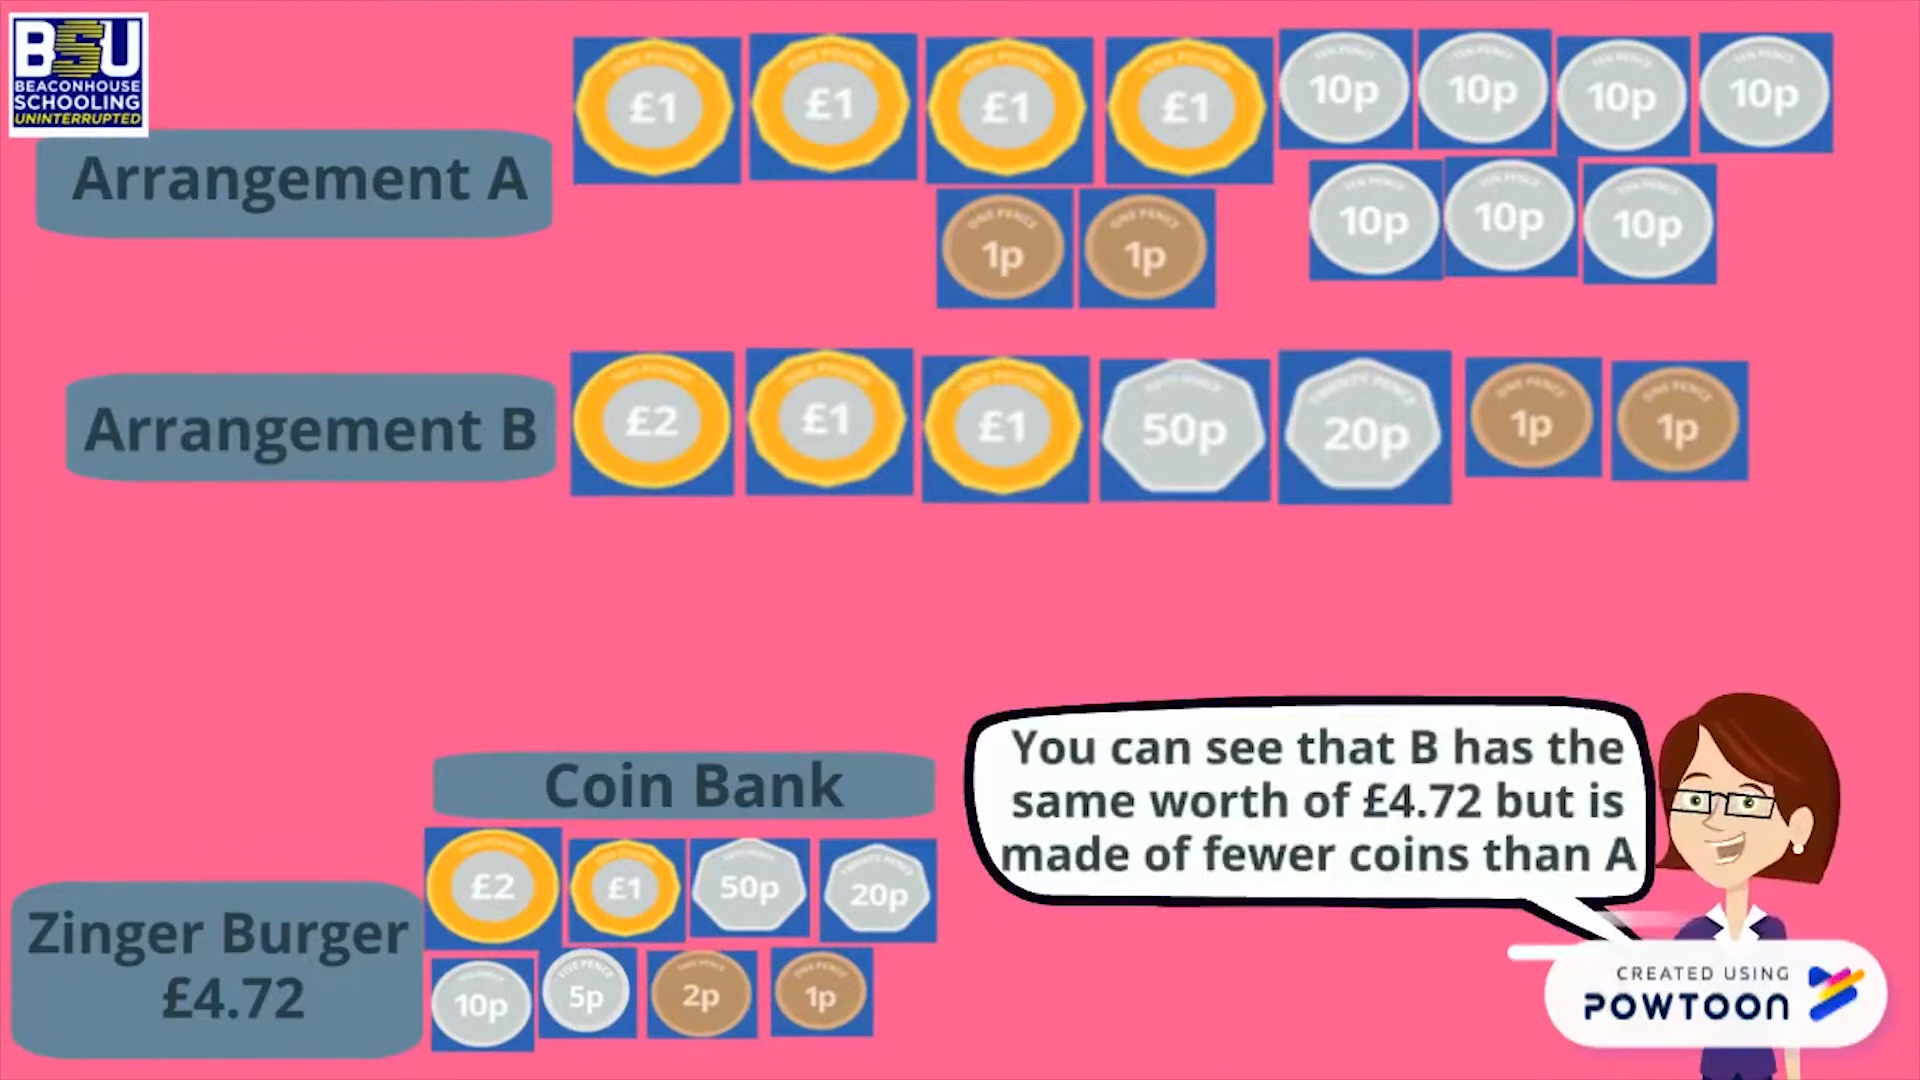 BSU
BEACONHOUSE
SCHOOLING
UNINTERRUPTED
Arrangement A
£1 £1 £1 £1 10p 10p 10p 10p
10p 10p 10p
1p 1p
Arrangement B
£2 £1 £1 50p 20p 1p 1p
Coin Bank
£2 £1 50p 20p
10p 5p 2p 1p
Zinger Burger
£4.72
You can see that B has the
same worth of £4.72 but is
made of fewer coins than A
CREATED USING
POWTOON